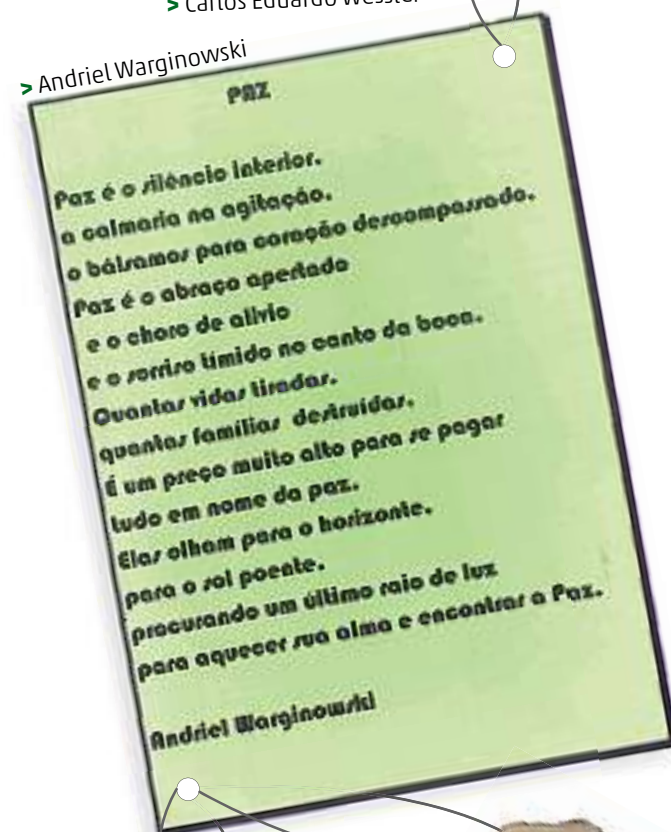 > Carlos Eduardo Wessler
> Andriel Warginowski
PAZ
Paz é o silêncio interior.
a calmaria na agitação.
o bálsamos para coração descompassado.
Paz é o abraço apertado
e o choro de alívio
e o sorriso tímido no canto da boca.
Quantas vidas tiradas.
quantas famílias destruídas.
É um preço muito alto para se pagar
tudo em nome da paz.
Elas olham para o horizonte.
para o sol poente.
procurando um último raio de luz
para aquecer sua alma e encontrar a Paz.
Andriel Warginowski